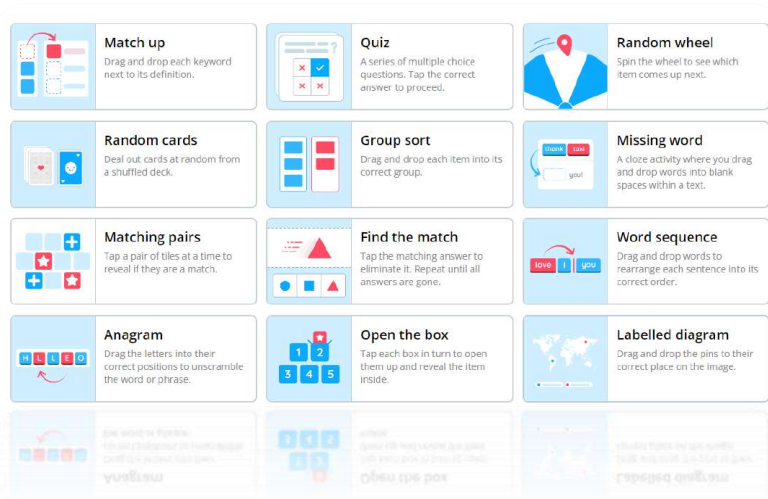 Match up
Drag and drop each keyword
next to its definition.
?
Quiz
A series of multiple choice
questions. Tap the correct
answer to proceed.
Random wheel
Spin the wheel to see which
item comes up next.
Random cards
Deal out cards at random from
a shuffled deck.
Group sort
Drag and drop each item into its
correct group.
thank taxi
you!
Missing word
A cloze activity where you drag
and drop words into blank
spaces within a text.
Matching pairs
Tap a pair of tiles at a time to
reveal if they are a match.
Find the match
Tap the matching answer to
eliminate it. Repeat until all
answers are gone.
love I you
Word sequence
Drag and drop words to
rearrange each sentence into its
correct order.
H L L E O
Anagram
Drag the letters into their
correct positions to unscramble
the word or phrase.
1 2
3 4 5
Open the box
Tap each box in turn to open
them up and reveal the item
inside.
Labelled diagram
Drag and drop the pins to their
correct place on the image.